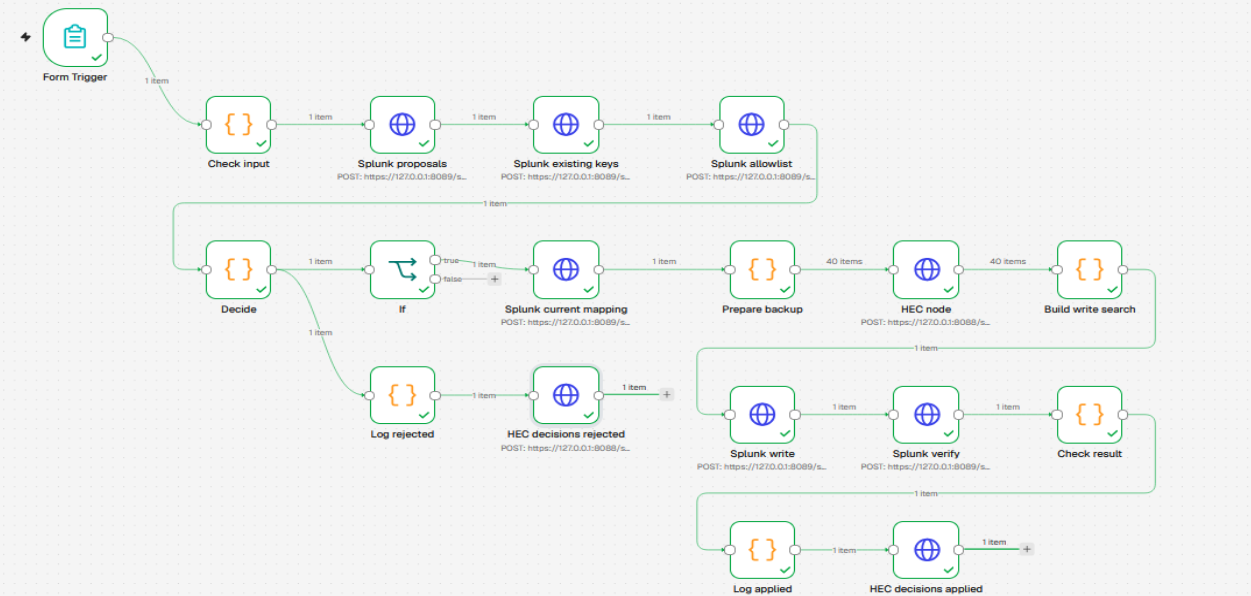 Form Trigger
1 item
Check input
1 item
Splunk proposals
POST: https://127.0.0.1:8089/s...
1 item
Splunk existing keys
POST: https://127.0.0.1:8089/s...
1 item
Splunk allowlist
POST: https://127.0.0.1:8089/s...
1 item
Decide
1 item
If
true
false
1 item
Splunk current mapping
POST: https://127.0.0.1:8089/s...
1 item
Prepare backup
40 items
HEC node
POST: https://127.0.0.1:8088/s...
40 items
Build write search
1 item
1 item
Log rejected
1 item
HEC decisions rejected
POST: https://127.0.0.1:8088/s...
1 item
Splunk write
POST: https://127.0.0.1:8089/s...
1 item
Splunk verify
POST: https://127.0.0.1:8089/s...
1 item
Check result
1 item
Log applied
1 item
HEC decisions applied
1 item